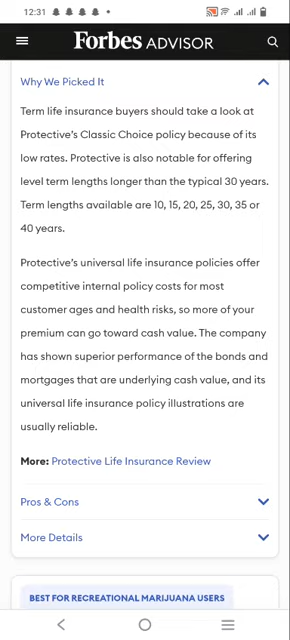 12:31
Forbes ADVISOR
Why We Picked It
Term life insurance buyers should take a look at
Protective's Classic Choice policy because of its
low rates. Protective is also notable for offering
level term lengths longer than the typical 30 years.
Term lengths available are 10, 15, 20, 25, 30, 35 or
40 years.
Protective's universal life insurance policies offer
competitive internal policy costs for most
customer ages and health risks, so more of your
premium can go toward cash value. The company
has shown superior performance of the bonds and
mortgages that are underlying cash value, and its
universal life insurance policy illustrations are
usually reliable.
More: Protective Life Insurance Review
Pros & Cons
More Details
BEST FOR RECREATIONAL MARIJUANA USERS